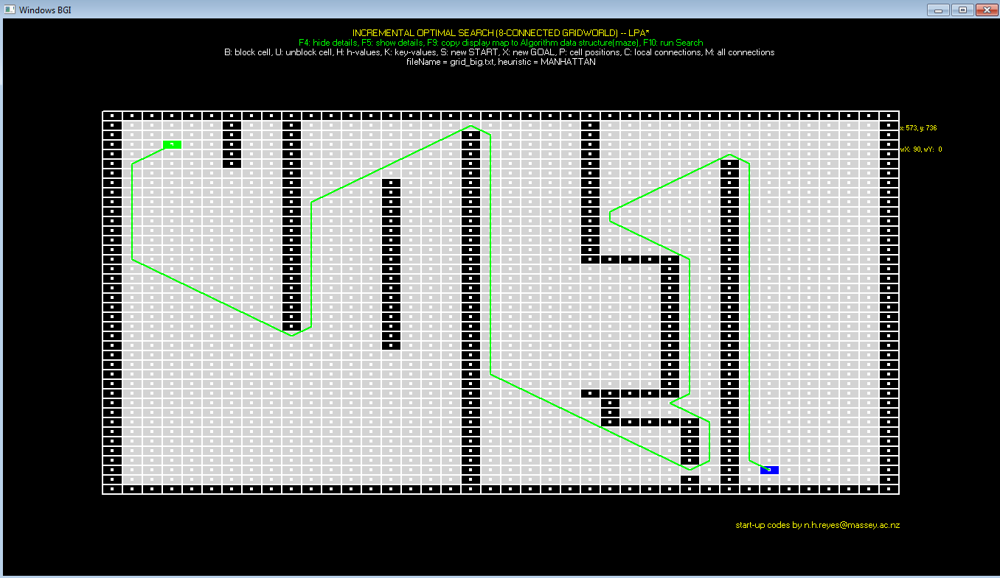 Windows BGI
INCREMENTAL OPTIMAL SEARCH (8-CONNECTED GRIDWORLD) -- LPA*
F4: hide details, F5: show details, F9: copy display map to Algorithm data structure(maze), F10: run Search
B: block cell, U: unblock cell, H: h-values, K: key-values, S: new START, X: new GOAL, P: cell positions, C: local connections, M: all connections
fileName = grid_big.txt, heuristic = MANHATTAN
x: 573, y: 736
wX: 90, wY: 0
start-up codes by n.h.reyes@massey.ac.nz